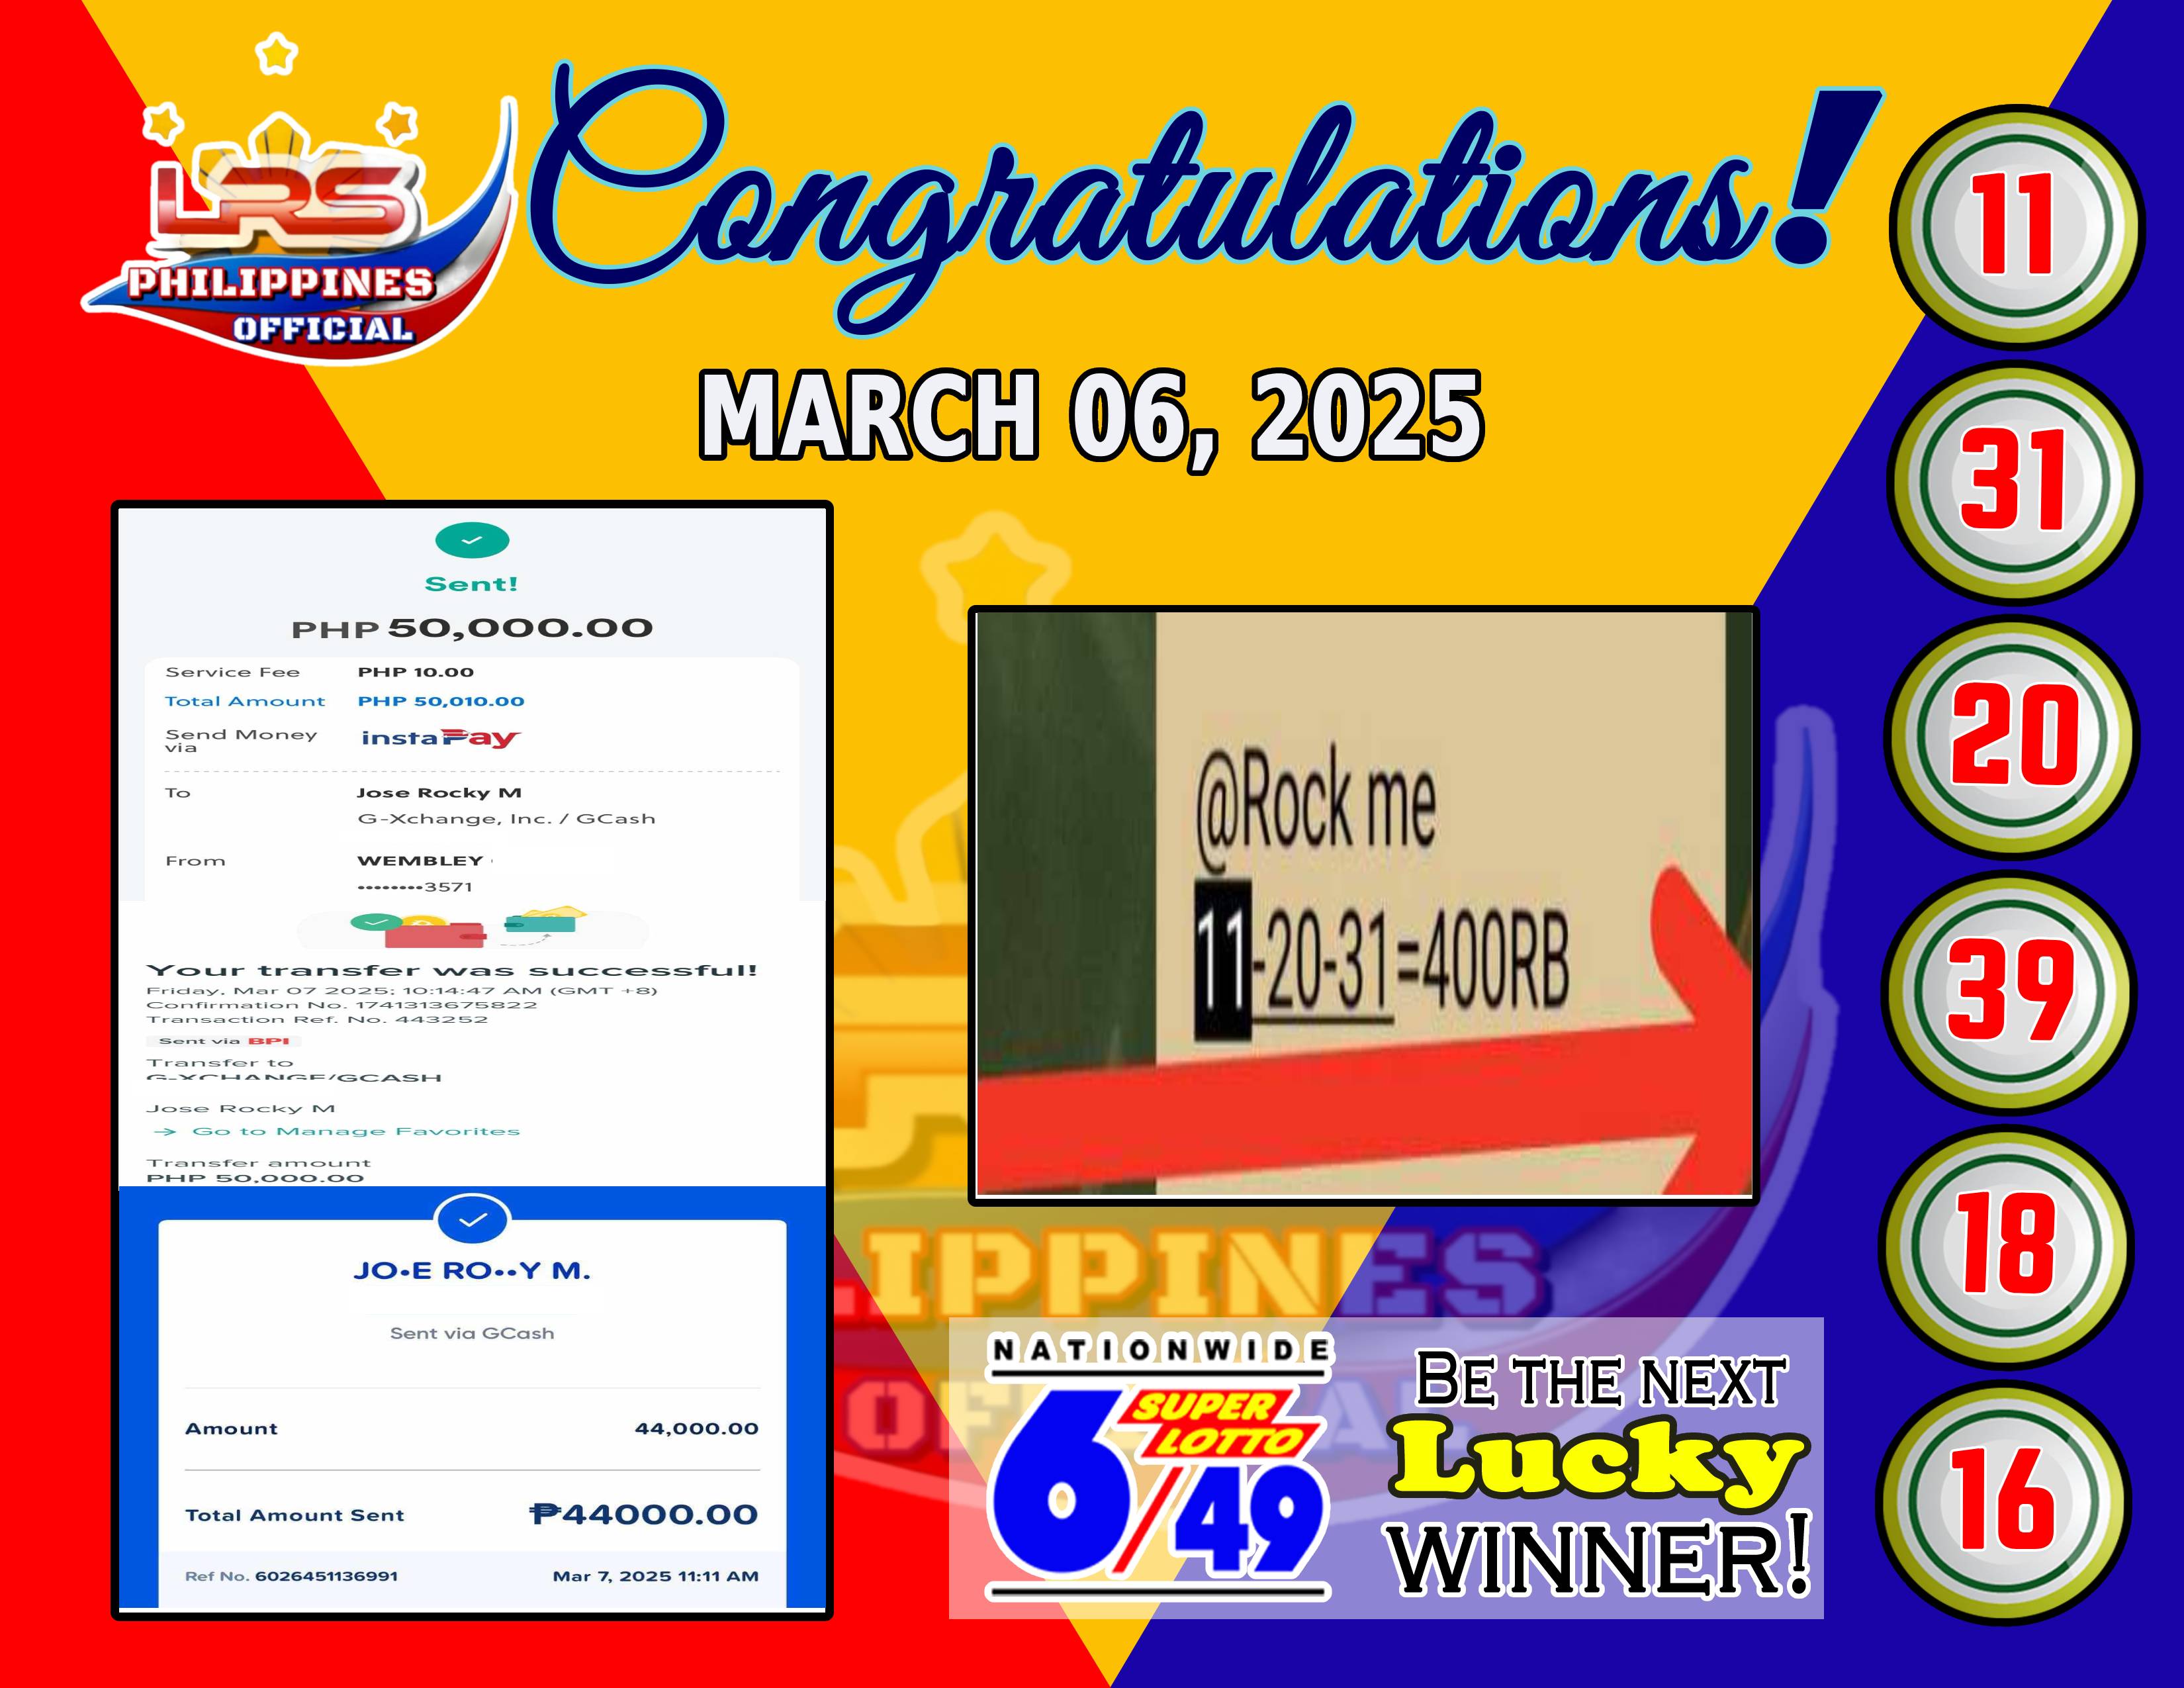 LRS
PHILIPPINES
OFFICIAL
Congratulations!
MARCH 06, 2025
Sent!
PHP 50,000.00
Service Fee PHP 10.00
Total Amount PHP 50,010.00
Send Money via instaPay
To Jose Rocky M
G-Xchange, Inc. / GCash
From WEMBLEY
••••••••3571
Your transfer was successful!
Friday, Mar 07 2025; 10:14:47 AM (GMT +8)
Confirmation No. 1741313675822
Transaction Ref. No. 443252
Sent via BPI
Transfer to
G-XCHANGE/GCASH
Jose Rocky M
→ Go to Manage Favorites
Transfer amount
PHP 50,000.00
JO•E RO••Y M.
Sent via GCash
Amount 44,000.00
Total Amount Sent ₱44000.00
Ref No. 6026451136991 Mar 7, 2025 11:11 AM
@Rock me
11-20-31=400RB
NATIONWIDE
SUPER
LOTTO
6/49
BE THE NEXT
Lucky
WINNER!
11
31
20
39
18
16